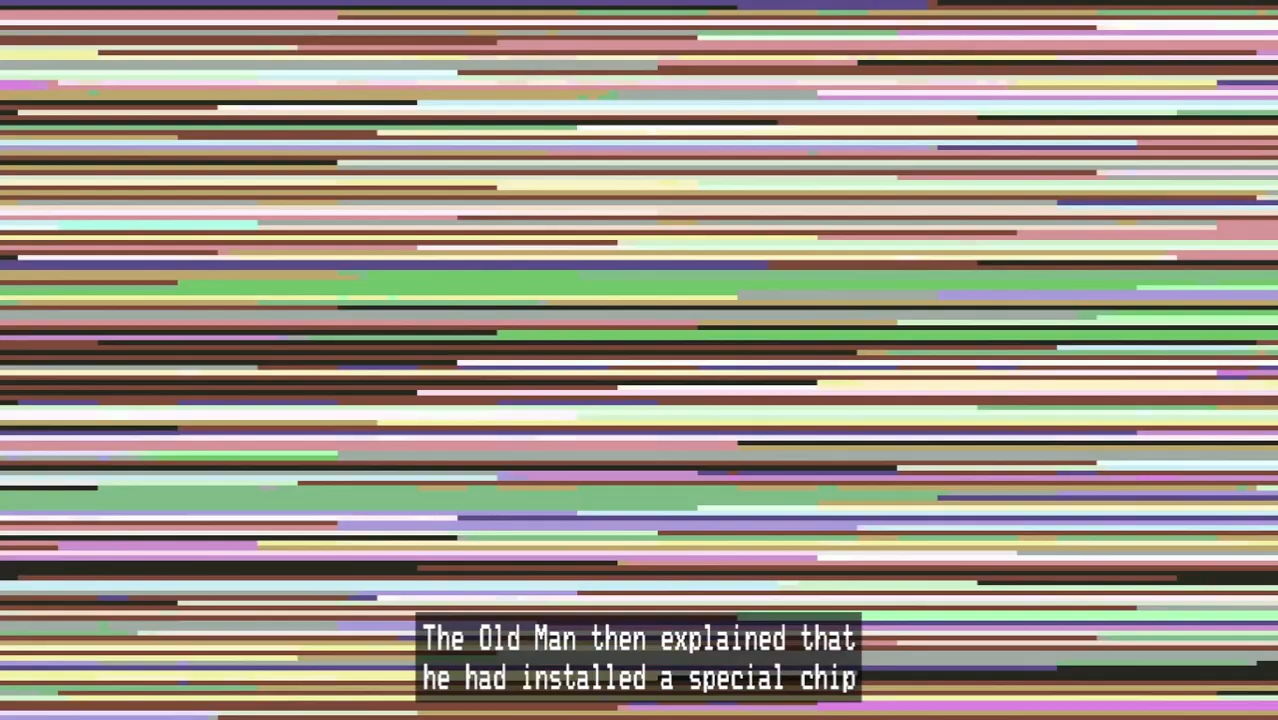 The Old Man then explained that
he had installed a special chip